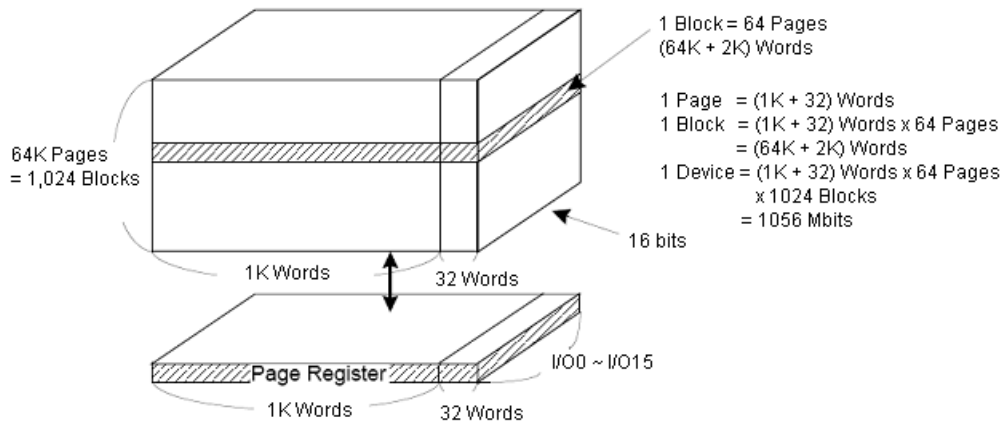 1 Block = 64 Pages
(64K + 2K) Words
1 Page = (1K + 32) Words
1 Block = (1K + 32) Words x 64 Pages
= (64K + 2K) Words
1 Device = (1K + 32) Words x 64 Pages
x 1024 Blocks
= 1056 Mbits
64K Pages
= 1,024 Blocks
16 bits
1K Words
32 Words
I/O0 ~ I/O15
Page Register
1K Words
32 Words